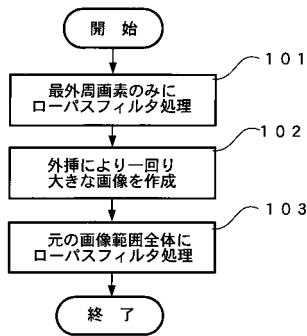 開 始
101
最外周画素のみに
ローパスフィルタ処理
102
外挿により一回り
大きな画像を作成
103
元の画像範囲全体に
ローパスフィルタ処理
終 了